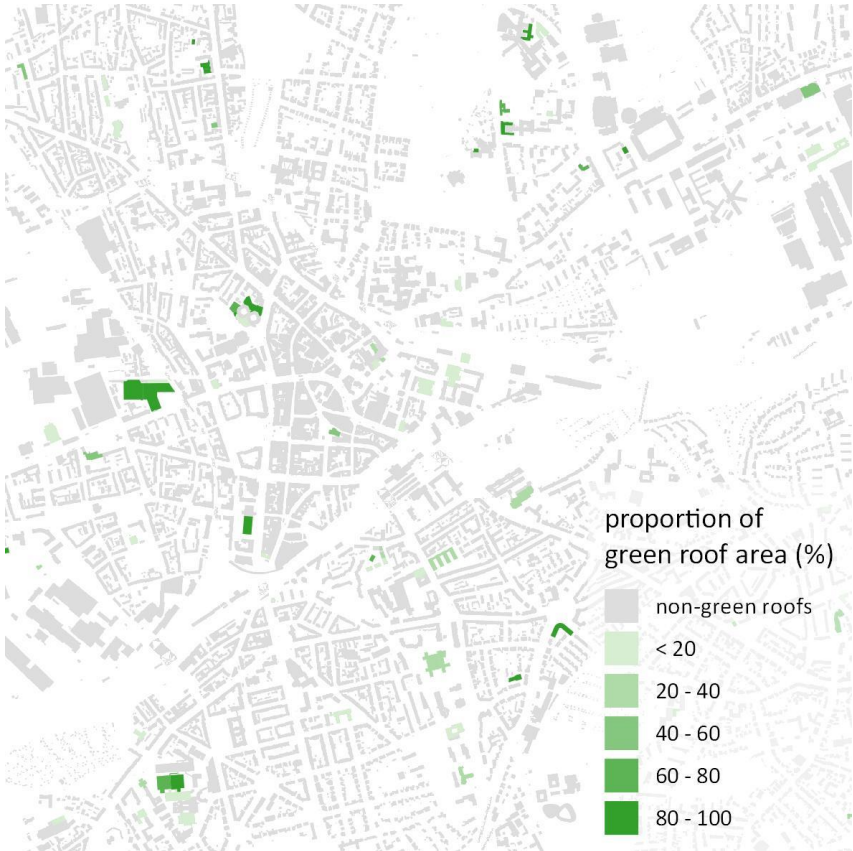 proportion of
green roof area (%)
non-green roofs
< 20
20 - 40
40 - 60
60 - 80
80 - 100